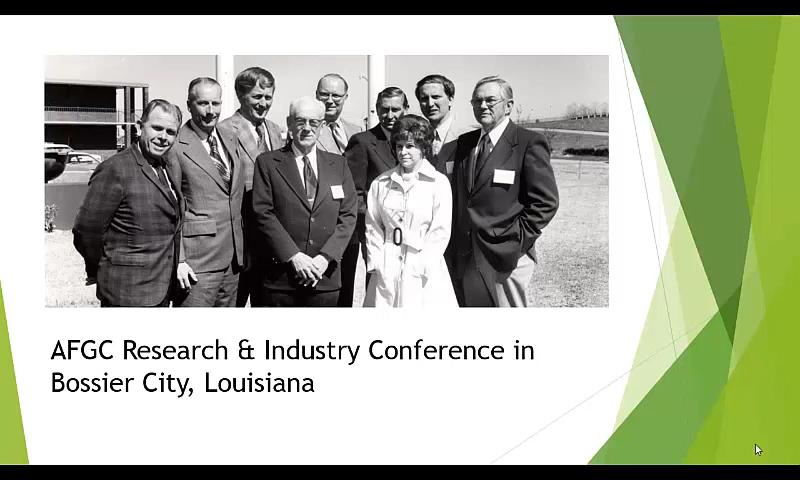 AFGC Research & Industry Conference in
Bossier City, Louisiana